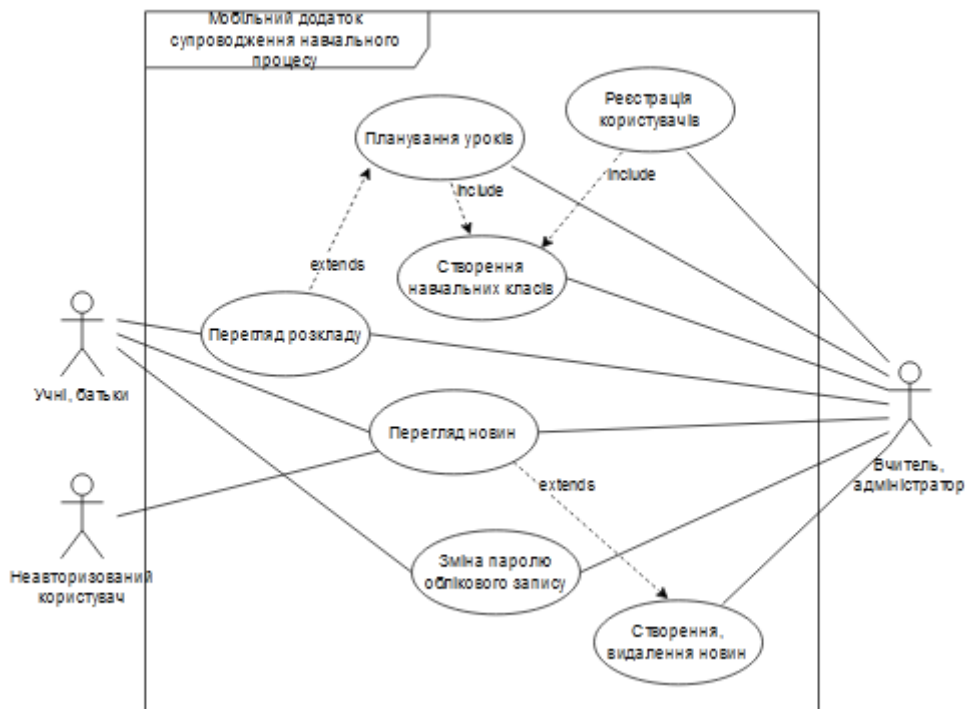 Мобільний додаток
супроводження навчального
процесу
Реєстрація
користувачів
Планування уроків
include
include
Створення
навчальних класів
extends
Перегляд розкладу
Учні, батьки
Перегляд новин
Вчитель,
адміністратор
extends
Неавторизований
користувач
Зміна паролю
облікового запису
Створення,
видалення новин